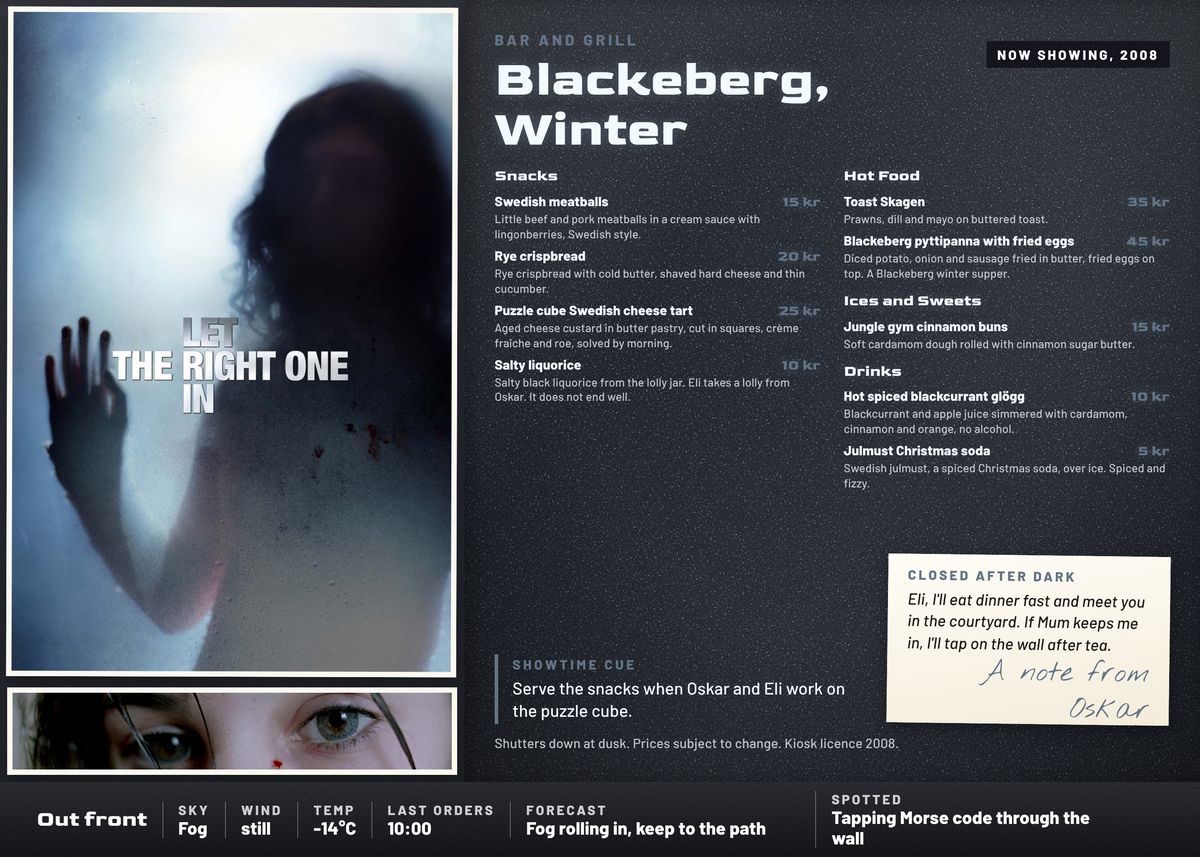 LET
THE RIGHT ONE
IN
BAR AND GRILL
Blackeberg,
Winter
NOW SHOWING, 2008
Snacks
Swedish meatballs 15 kr
Little beef and pork meatballs in a cream sauce with
lingonberries, Swedish style.
Rye crispbread 20 kr
Rye crispbread with cold butter, shaved hard cheese and thin
cucumber.
Puzzle cube Swedish cheese tart 25 kr
Aged cheese custard in butter pastry, cut in squares, crème
fraîche and roe, solved by morning.
Salty liquorice 10 kr
Salty black liquorice from the lolly jar. Eli takes a lolly from
Oskar. It does not end well.
Hot Food
Toast Skagen 35 kr
Prawns, dill and mayo on buttered toast.
Blackeberg pyttipanna with fried eggs 45 kr
Diced potato, onion and sausage fried in butter, fried eggs on
top. A Blackeberg winter supper.
Ices and Sweets
Jungle gym cinnamon buns 15 kr
Soft cardamom dough rolled with cinnamon sugar butter.
Drinks
Hot spiced blackcurrant glögg 10 kr
Blackcurrant and apple juice simmered with cardamom,
cinnamon and orange, no alcohol.
Julmust Christmas soda 5 kr
Swedish julmust, a spiced Christmas soda, over ice. Spiced and
fizzy.
CLOSED AFTER DARK
Eli, I'll eat dinner fast and meet you
in the courtyard. If Mum keeps me
in, I'll tap on the wall after tea.
A note from
Oskar
SHOWTIME CUE
Serve the snacks when Oskar and Eli work on
the puzzle cube.
Shutters down at dusk. Prices subject to change. Kiosk licence 2008.
Out front
SKY
Fog
WIND
still
TEMP
-14°C
LAST ORDERS
10:00
FORECAST
Fog rolling in, keep to the path
SPOTTED
Tapping Morse code through the
wall